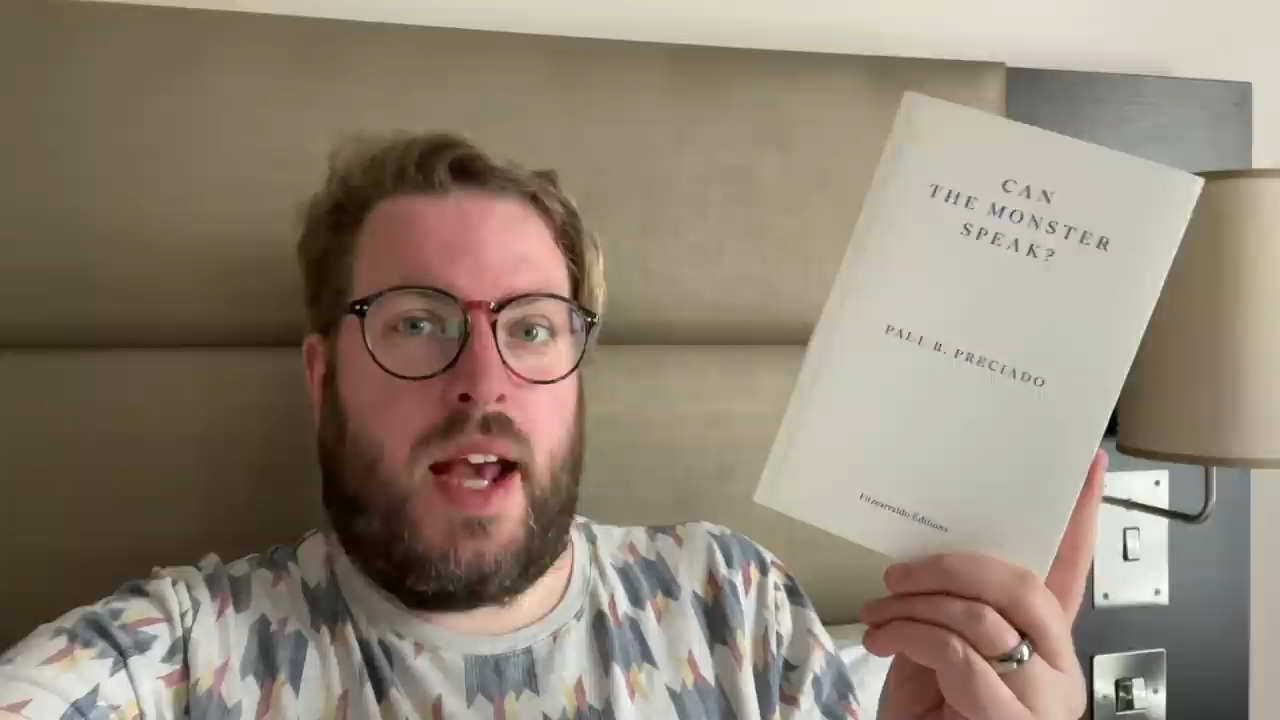 CAN
THE MONSTER
SPEAK?
PAUL B. PRECIADO
Fitzcarraldo Editions